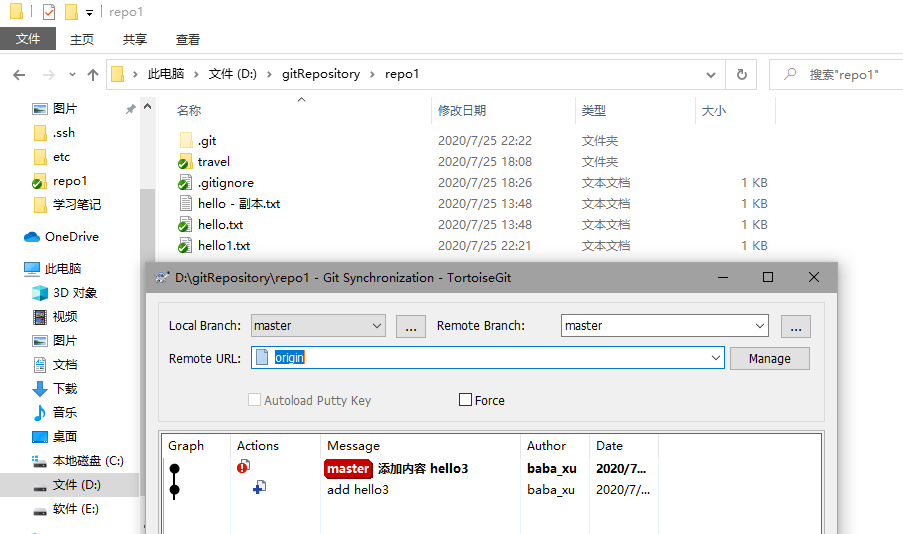 repo1
文件 主页 共享 查看
此电脑 文件 (D:) gitRepository repo1 搜索"repo1"
图片
.ssh
etc
repo1
学习笔记
OneDrive
此电脑
3D 对象
视频
图片
文档
下载
音乐
桌面
本地磁盘 (C:)
文件 (D:)
软件 (E:)
名称 修改日期 类型 大小
.git 2020/7/25 22:22 文件夹
travel 2020/7/25 18:08 文件夹
.gitignore 2020/7/25 18:26 文本文档 1 KB
hello - 副本.txt 2020/7/25 13:48 文本文档 1 KB
hello.txt 2020/7/25 13:48 文本文档 1 KB
hello1.txt 2020/7/25 22:21 文本文档 1 KB
D:\gitRepository\repo1 - Git Synchronization - TortoiseGit
Local Branch: master ... Remote Branch: master ...
Remote URL: origin Manage
Autoload Putty Key Force
Graph Actions Message Author Date
master 添加内容 hello3 baba_xu 2020/7...
add hello3 baba_xu 2020/7/...